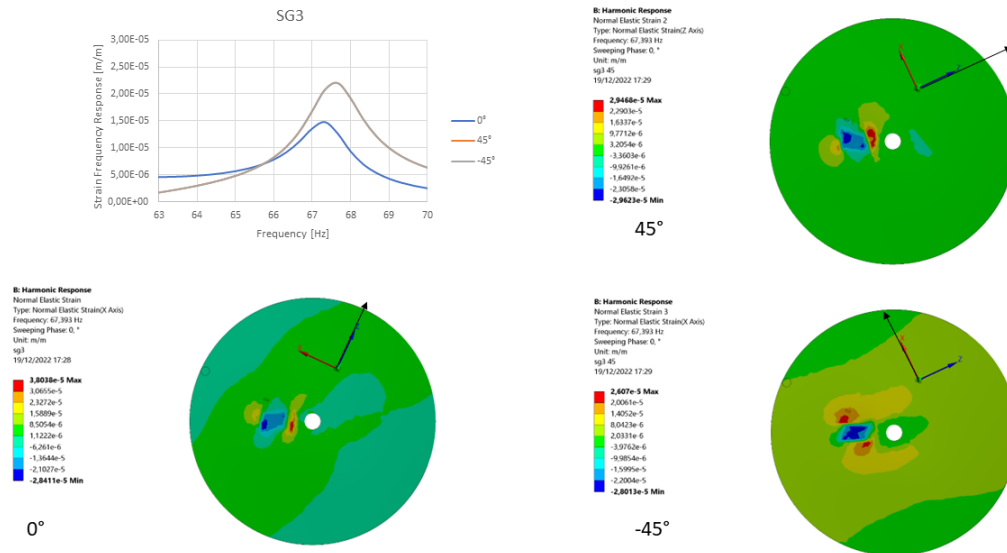 SG3
Strain Frequency Response [m/m]
3,00E-05
2,50E-05
2,00E-05
1,50E-05
1,00E-05
5,00E-06
0,00E+00
63 64 65 66 67 68 69 70
Frequency [Hz]
0°
45°
-45°
B: Harmonic Response
Normal Elastic Strain 2
Type: Normal Elastic Strain(Z Axis)
Frequency: 67,393 Hz
Sweeping Phase: 0, °
Unit: m/m
sg3 45
19/12/2022 17:29
2,9468e-5 Max
2,2903e-5
1,6337e-5
9,7712e-6
3,2054e-6
-3,3603e-6
-9,9261e-6
-1,6492e-5
-2,3058e-5
-2,9623e-5 Min
X
Z
45°
B: Harmonic Response
Normal Elastic Strain
Type: Normal Elastic Strain(X Axis)
Frequency: 67,393 Hz
Sweeping Phase: 0, °
Unit: m/m
sg3
19/12/2022 17:28
3,8038e-5 Max
3,0655e-5
2,3272e-5
1,5889e-5
8,5054e-6
1,1222e-6
-6,261e-6
-1,3644e-5
-2,1027e-5
-2,8411e-5 Min
X
Z
0°
B: Harmonic Response
Normal Elastic Strain 3
Type: Normal Elastic Strain(X Axis)
Frequency: 67,393 Hz
Sweeping Phase: 0, °
Unit: m/m
sg3 45
19/12/2022 17:29
2,607e-5 Max
2,0061e-5
1,4052e-5
8,0423e-6
2,0331e-6
-3,9762e-6
-9,9854e-6
-1,5995e-5
-2,2004e-5
-2,8013e-5 Min
X
Z
-45°